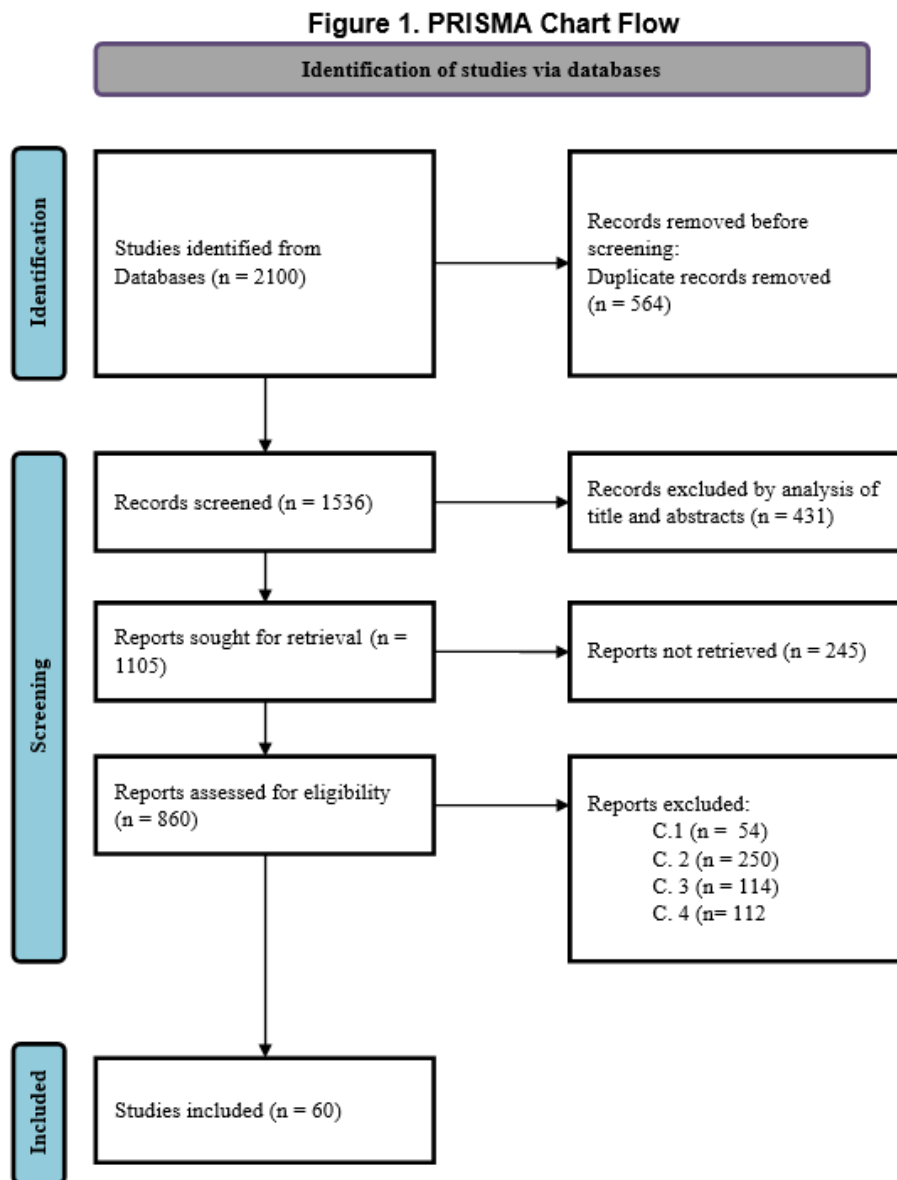 Figure 1. PRISMA Chart Flow
Identification of studies via databases
Identification
Studies identified from
Databases (n = 2100)
Records removed before
screening:
Duplicate records removed
(n = 564)
Screening
Records screened (n = 1536)
Records excluded by analysis of
title and abstracts (n = 431)
Reports sought for retrieval (n =
1105)
Reports not retrieved (n = 245)
Reports assessed for eligibility
(n = 860)
Reports excluded:
C.1 (n = 54)
C. 2 (n = 250)
C. 3 (n = 114)
C. 4 (n= 112
Included
Studies included (n = 60)